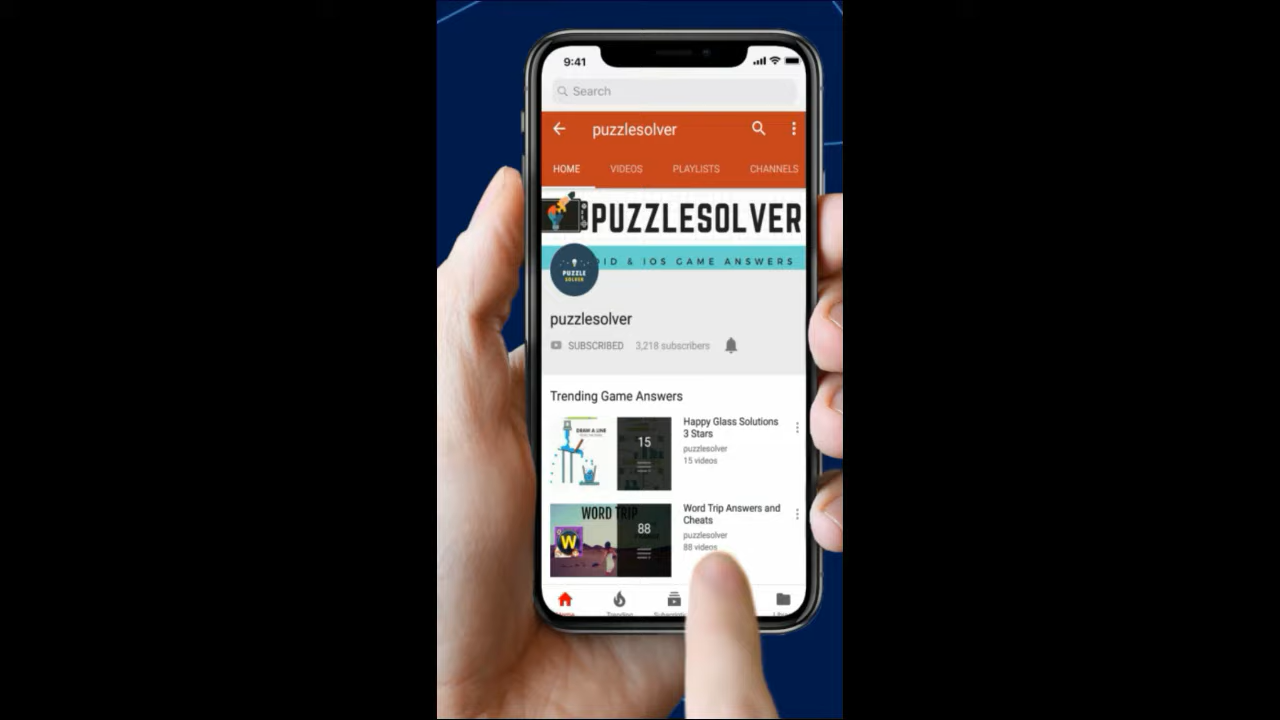 9:41
Search
puzzlesolver
HOME VIDEOS PLAYLISTS CHANNELS
PUZZLESOLVER
ID & IOS GAME ANSWERS
PUZZLE
SOLVER
puzzlesolver
SUBSCRIBED 3,218 subscribers
Trending Game Answers
DRAW A LINE
15
Happy Glass Solutions
3 Stars
puzzlesolver
15 videos
WORD TRIP
W
88
Word Trip Answers and
Cheats
puzzlesolver
88 videos